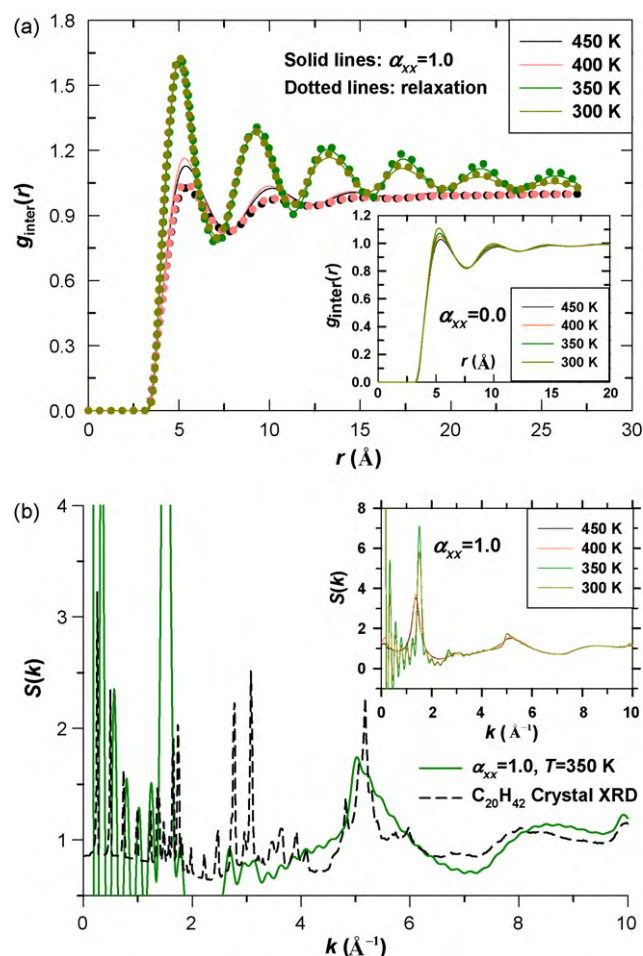 (a)
1.8
1.5
1.2
0.9
0.6
0.3
0.0
g_inter(r)
Solid lines: α_xx=1.0
Dotted lines: relaxation
450 K
400 K
350 K
300 K
1.2
1.0
0.8
0.6
0.4
0.2
0.0
g_inter(r)
α_xx=0.0
450 K
400 K
350 K
300 K
r (Å)
0 5 10 15 20
0 5 10 15 20 25 30
r (Å)
(b)
4
3
2
1
S(k)
8
6
4
2
0
S(k)
α_xx=1.0
450 K
400 K
350 K
300 K
0 2 4 6 8 10
k (Å⁻¹)
α_xx=1.0, T=350 K
C₂₀H₄₂ Crystal XRD
0 2 4 6 8 10
k (Å⁻¹)